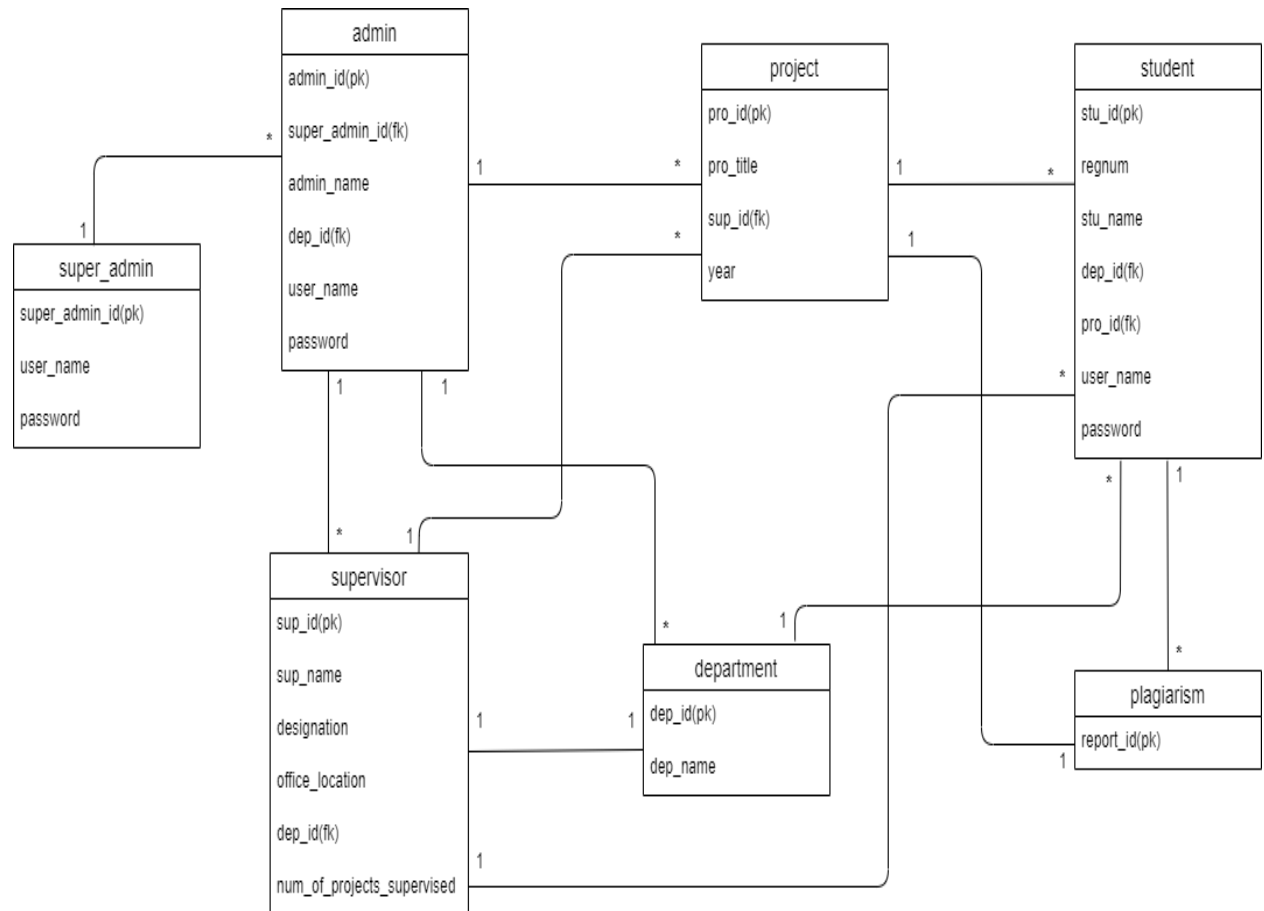 admin
admin_id(pk)
super_admin_id(fk)
admin_name
dep_id(fk)
user_name
password
project
pro_id(pk)
pro_title
sup_id(fk)
year
student
stu_id(pk)
regnum
stu_name
dep_id(fk)
pro_id(fk)
user_name
password
super_admin
super_admin_id(pk)
user_name
password
supervisor
sup_id(pk)
sup_name
designation
office_location
dep_id(fk)
num_of_projects_supervised
department
dep_id(pk)
dep_name
plagiarism
report_id(pk)
*
1
1
*
1
*
*
1
1
1
*
1
*
*
1
*
1
*
1
*
1
1
1
1